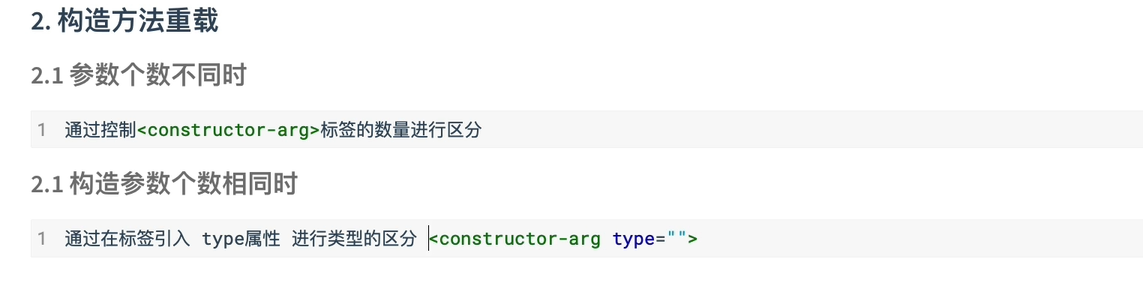 2. 构造方法重载
2.1 参数个数不同时
1 通过控制<constructor-arg>标签的数量进行区分
2.1 构造参数个数相同时
1 通过在标签引入 type属性 进行类型的区分 <constructor-arg type="">